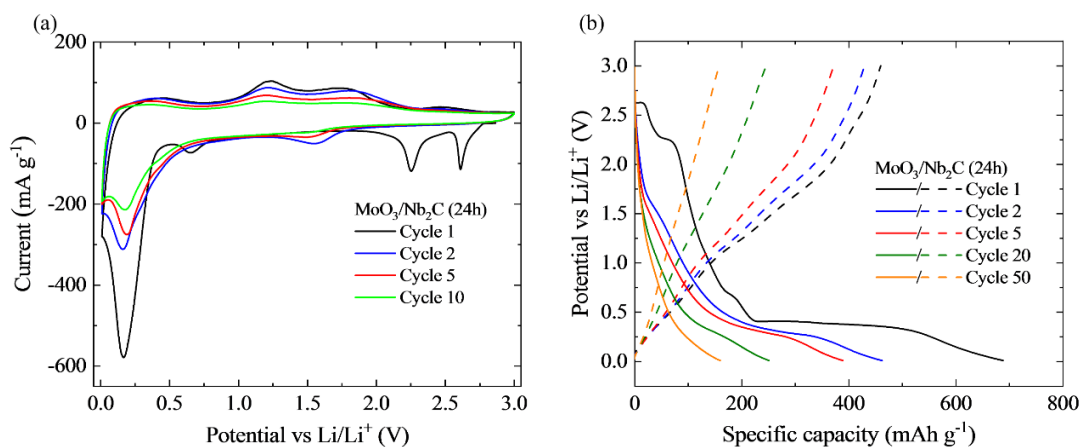 (a)
200
0
-200
-400
-600
Current (mA g⁻¹)
MoO₃/Nb₂C (24h)
Cycle 1
Cycle 2
Cycle 5
Cycle 10
0.0 0.5 1.0 1.5 2.0 2.5 3.0
Potential vs Li/Li⁺ (V)
(b)
3.0
2.5
2.0
1.5
1.0
0.5
0.0
Potential vs Li/Li⁺ (V)
MoO₃/Nb₂C (24h)
/ Cycle 1
/ Cycle 2
/ Cycle 5
/ Cycle 20
/ Cycle 50
0 200 400 600 800
Specific capacity (mAh g⁻¹)